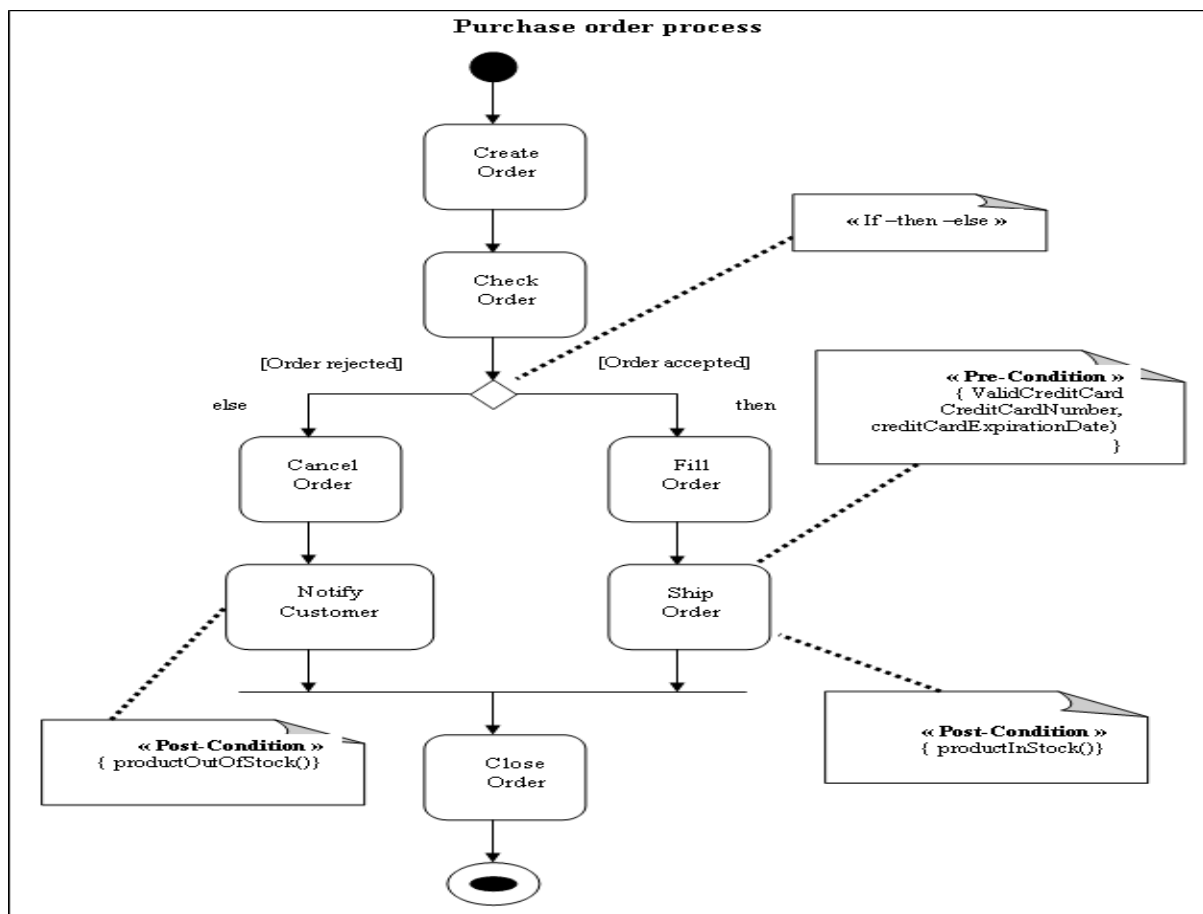 Purchase order process
Create
Order
« If –then –else »
Check
Order
[Order rejected]
[Order accepted]
else
then
« Pre-Condition »
{ ValidCreditCard
CreditCardNumber,
creditCardExpirationDate)
}
Cancel
Order
Fill
Order
Notify
Customer
Ship
Order
« Post-Condition »
{ productOutOfStock()}
« Post-Condition »
{ productInStock()}
Close
Order